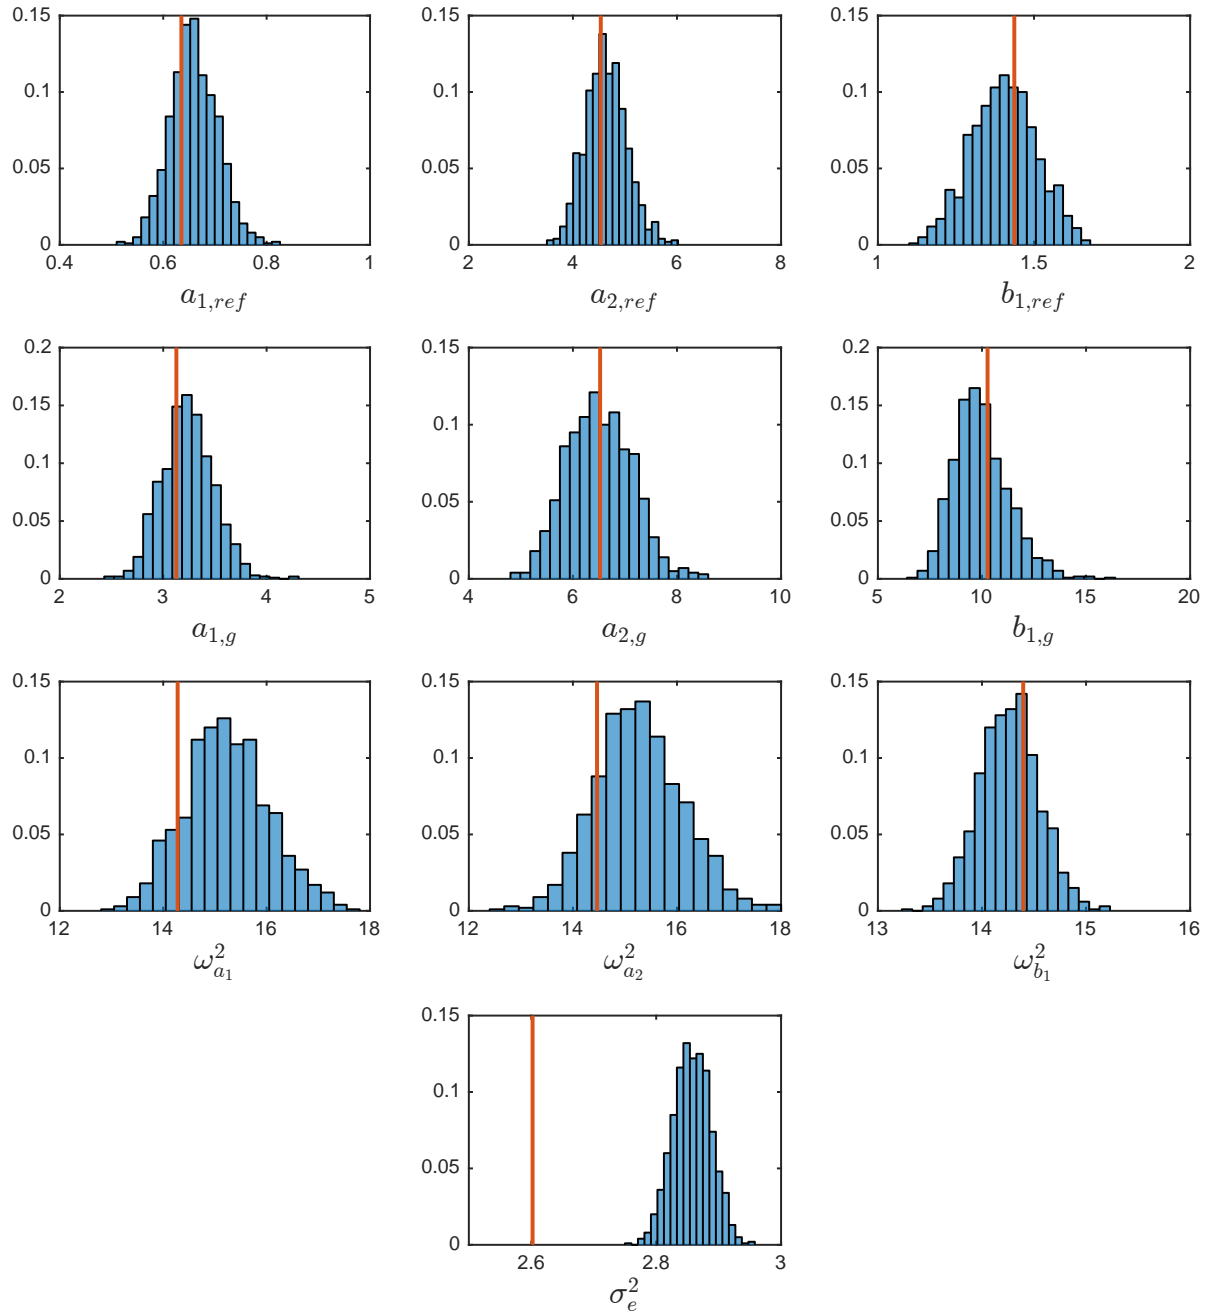 0.15 0.15 0.15
0.1 0.1 0.1
0.05 0.05 0.05
0 0 0
0.4 0.6 0.8 1 2 4 6 8 1 1.5 2
a_{1,ref} a_{2,ref} b_{1,ref}
0.2 0.15 0.2
0.15 0.1 0.15
0.1 0.05 0.1
0.05 0.05
0 0 0
2 3 4 5 4 6 8 10 5 10 15 20
a_{1,g} a_{2,g} b_{1,g}
0.15 0.15 0.15
0.1 0.1 0.1
0.05 0.05 0.05
0 0 0
12 14 16 18 12 14 16 18 13 14 15 16
ω²_{a_1} ω²_{a_2} ω²_{b_1}
0.15
0.1
0.05
0
2.6 2.8 3
σ²_e